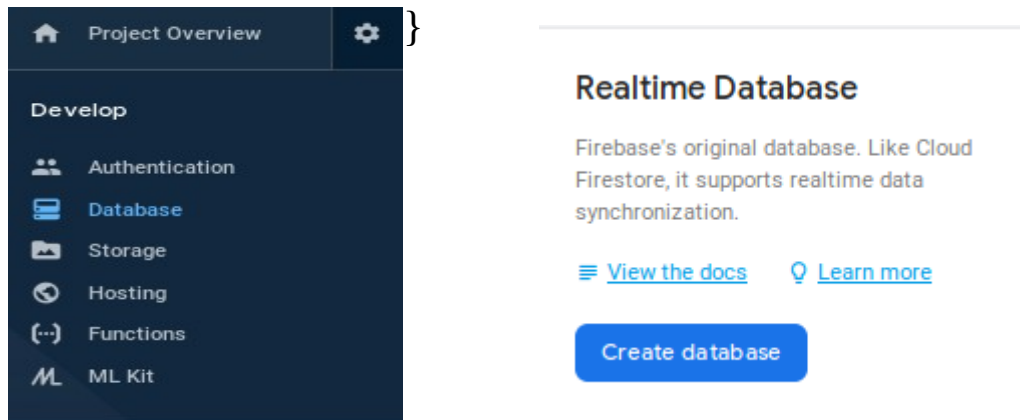 Project Overview
}
Develop
Authentication
Database
Storage
Hosting
Functions
ML Kit
Realtime Database
Firebase's original database. Like Cloud
Firestore, it supports realtime data
synchronization.
View the docs Learn more
Create database